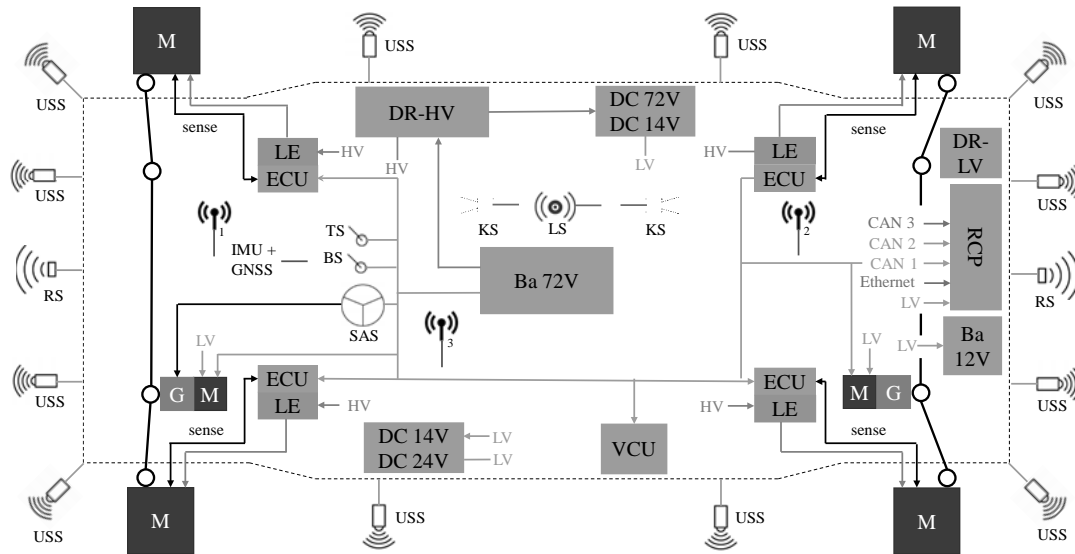 USS
USS
M
M
USS
USS
DR-HV
DC 72V
DC 14V
sense
sense
LE
ECU
HV
HV
LV
HV
LE
ECU
DR-
LV
USS
USS
KS
LS
KS
1
2
TS
IMU +
GNSS
BS
CAN 3
CAN 2
CAN 1
Ethernet
LV
RCP
RS
RS
Ba 72V
SAS
3
LV
LV
LV
Ba
12V
G
M
ECU
LE
HV
HV
ECU
LE
M
G
USS
USS
sense
sense
DC 14V
DC 24V
LV
LV
VCU
USS
USS
M
M
USS
USS